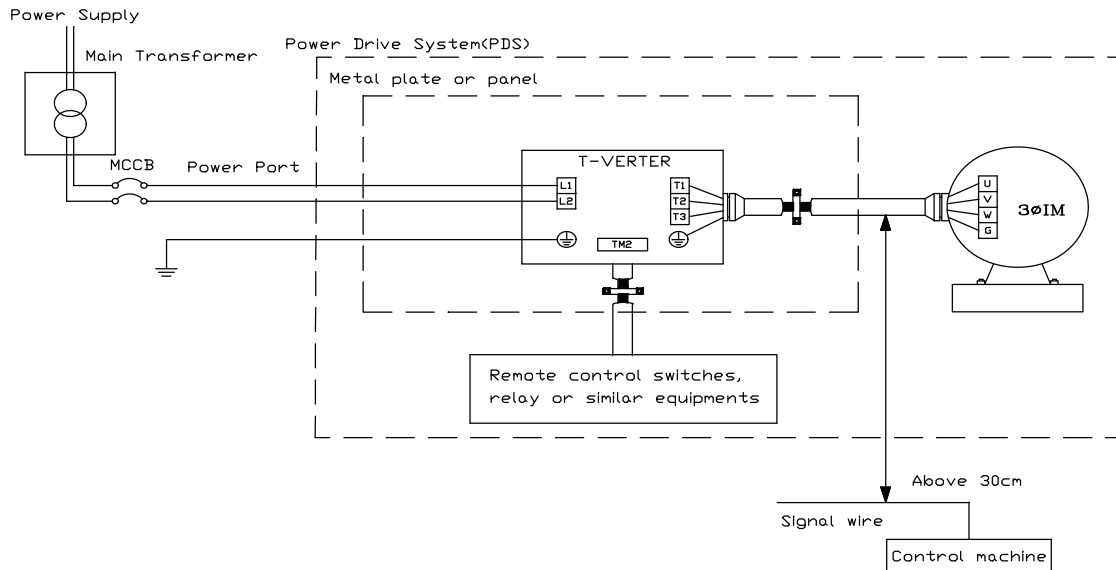 Power Supply
Main Transformer
Power Drive System(PDS)
Metal plate or panel
MCCB
Power Port
T-VERTER
L1
L2
T1
T2
T3
TM2
U
V
W
G
3øIM
Remote control switches,
relay or similar equipments
Above 30cm
Signal wire
Control machine